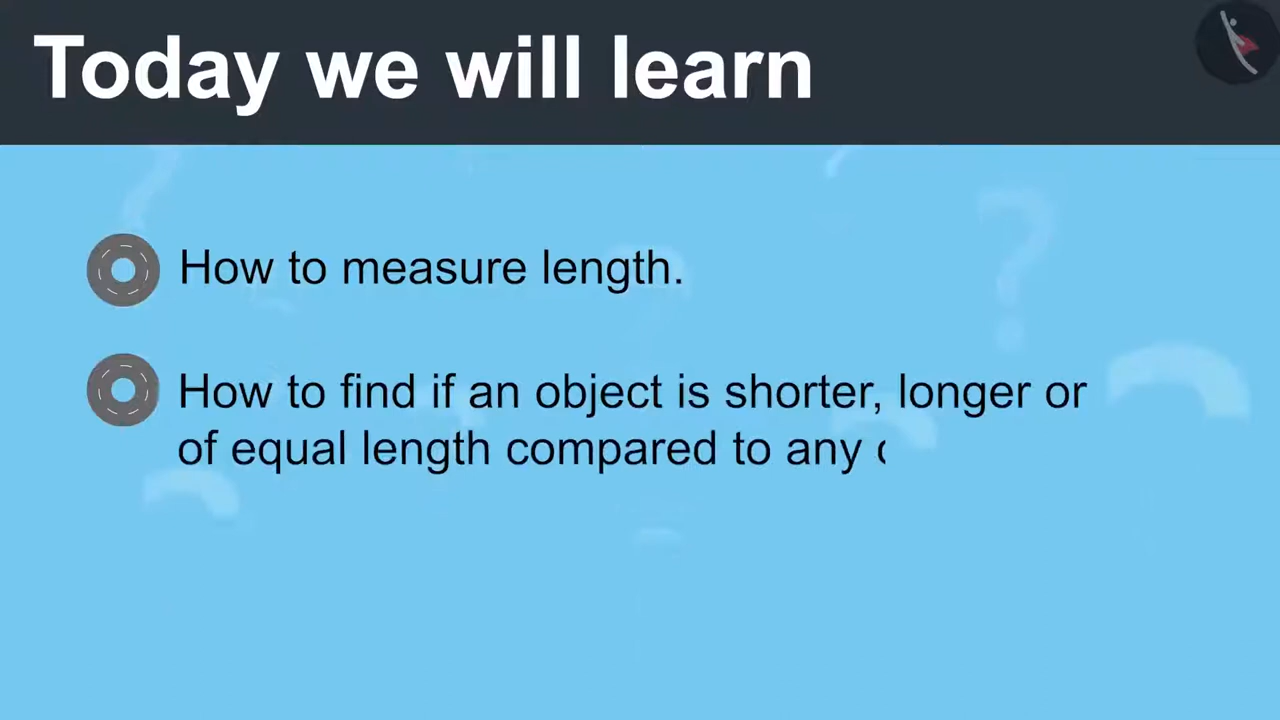 Today we will learn
How to measure length.
How to find if an object is shorter, longer or
of equal length compared to any